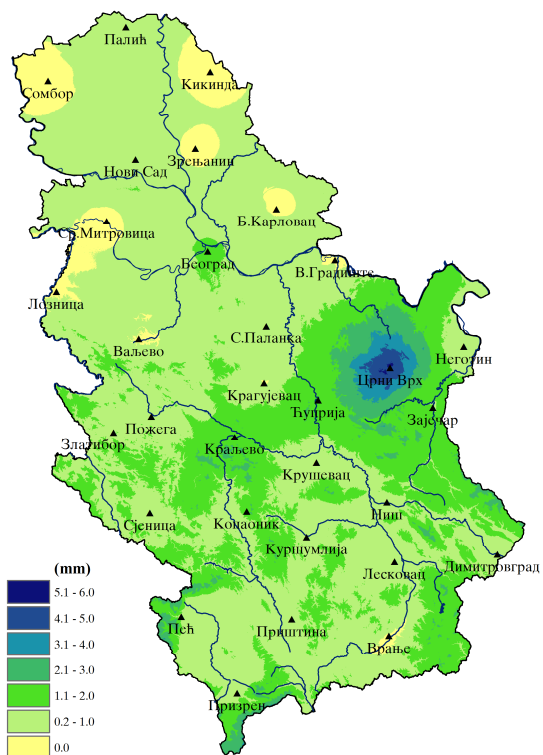 Палић
Сомбор
Кикинда
Зрењанин
Нови Сад
Б.Карловац
Ср.Митровица
Београд
В.Градиште
Лозница
С.Паланка
Ваљево
Неготин
Црни Врх
Крагујевац
Ћуприја
Зајечар
Пожега
Златибор
Краљево
Крушевац
Сјеница
Копаоник
Ниш
Куршумлија
Димитровград
Лесковац
(mm)
5.1 - 6.0
4.1 - 5.0
3.1 - 4.0
2.1 - 3.0
1.1 - 2.0
0.2 - 1.0
0.0
Пећ
Приштина
Врање
Призрен